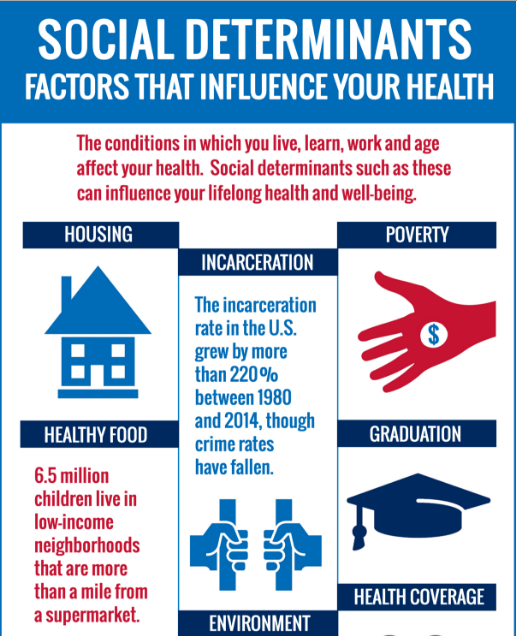 SOCIAL DETERMINANTS
FACTORS THAT INFLUENCE YOUR HEALTH
The conditions in which you live, learn, work and age
affect your health. Social determinants such as these
can influence your lifelong health and well-being.
HOUSING
HEALTHY FOOD
6.5 million
children live in
low-income
neighborhoods
that are more
than a mile from
a supermarket.
INCARCERATION
The incarceration
rate in the U.S.
grew by more
than 220%
between 1980
and 2014, though
crime rates
have fallen.
ENVIRONMENT
POVERTY
$
GRADUATION
HEALTH COVERAGE